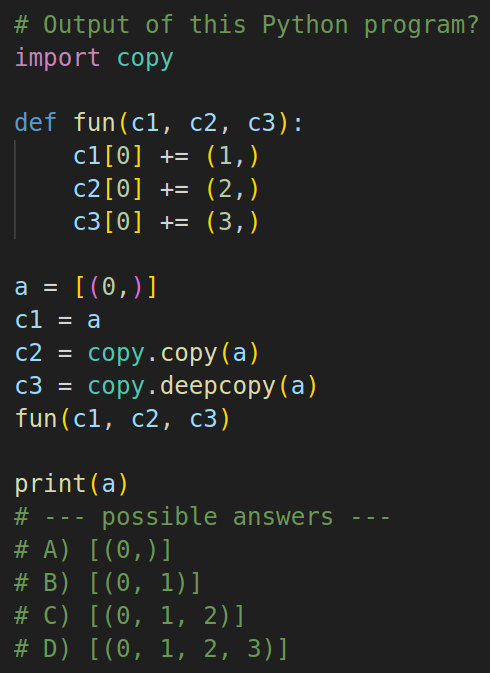 # Output of this Python program?
import copy

def fun(c1, c2, c3):
    c1[0] += (1,)
    c2[0] += (2,)
    c3[0] += (3,)

a = [(0,)]
c1 = a
c2 = copy.copy(a)
c3 = copy.deepcopy(a)
fun(c1, c2, c3)

print(a)
# --- possible answers ---
# A) [(0,)]
# B) [(0, 1)]
# C) [(0, 1, 2)]
# D) [(0, 1, 2, 3)]